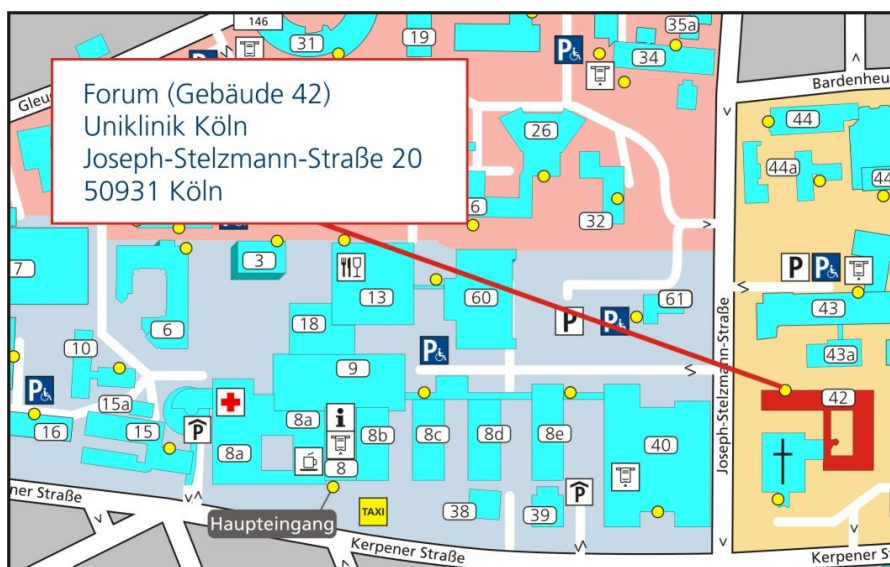 146
31
19
35a
34
Gleu
Bardenheu
Forum (Gebäude 42)
Uniklinik Köln
Joseph-Stelzmann-Straße 20
50931 Köln
26
44
44a
44
6
32
3
7
13
60
61
P
P
P
6
18
43
43a
10
9
P
P
P
42
15a
8a
i
16
15
P
8a
8b
8c
8d
8e
40
8
Joseph-Stelzmann-Straße
ner Straße
TAXI
38
39
P
Haupteingang
Kerpener Straße
Kerpener St